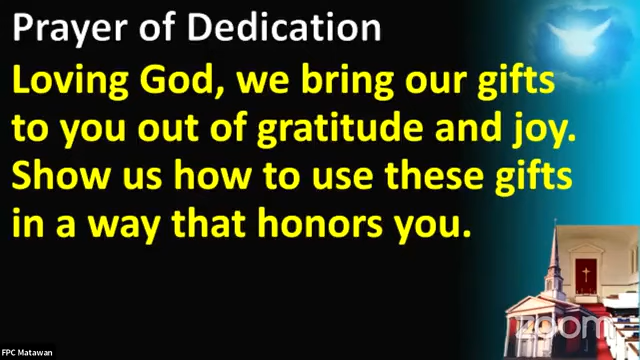 Prayer of Dedication
Loving God, we bring our gifts
to you out of gratitude and joy.
Show us how to use these gifts
in a way that honors you.
zoom
FPC Matawan